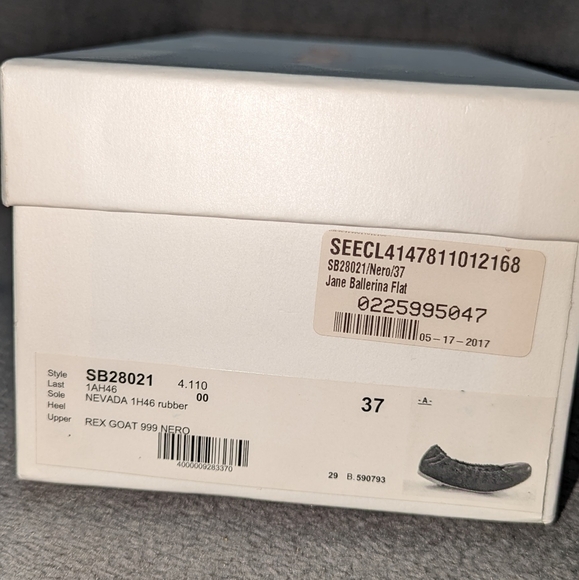 SEECL4147811012168
SB28021/Nero/37
Jane Ballerina Flat
0225995047
05-17-2017
Style SB28021 4.110
Last 1AH46 00
Sole NEVADA 1H46 rubber
Heel
Upper REX GOAT 999 NERO
4000009283370
37
29 B. 590793
- A -